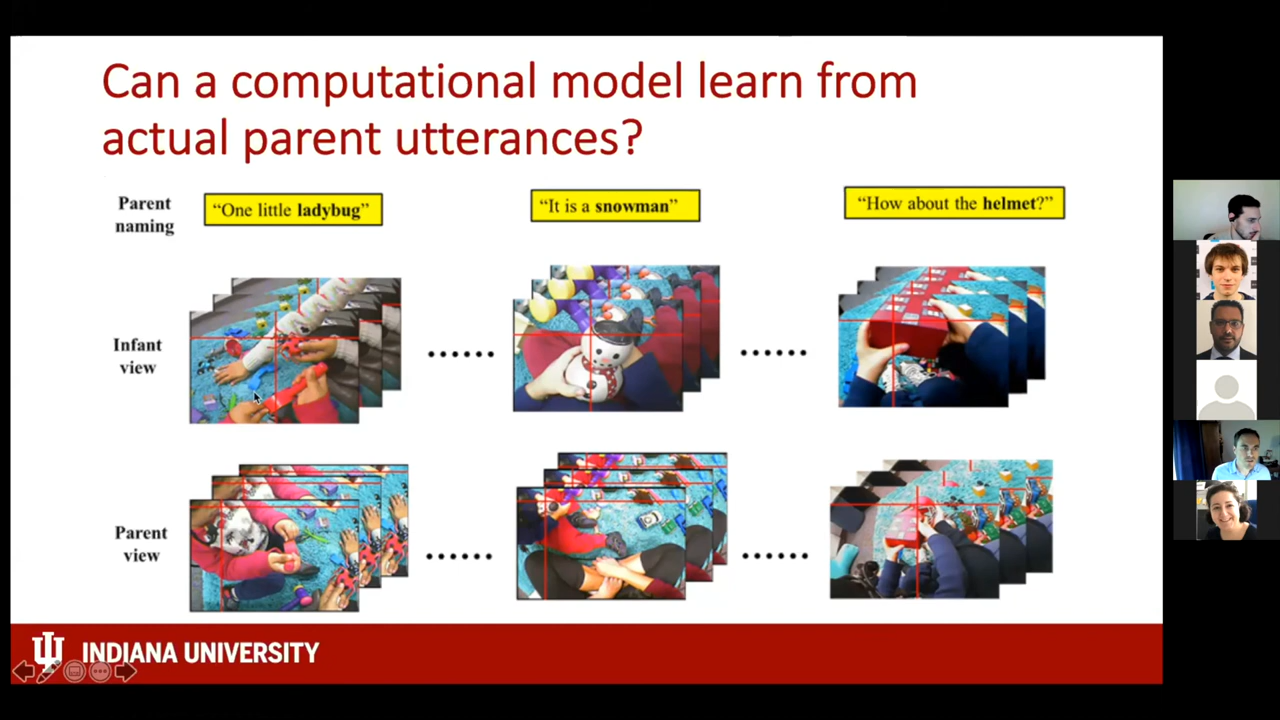 Can a computational model learn from
actual parent utterances?
Parent
naming
“One little ladybug”
“It is a snowman”
“How about the helmet?”
Infant
view
Parent
view
INDIANA UNIVERSITY